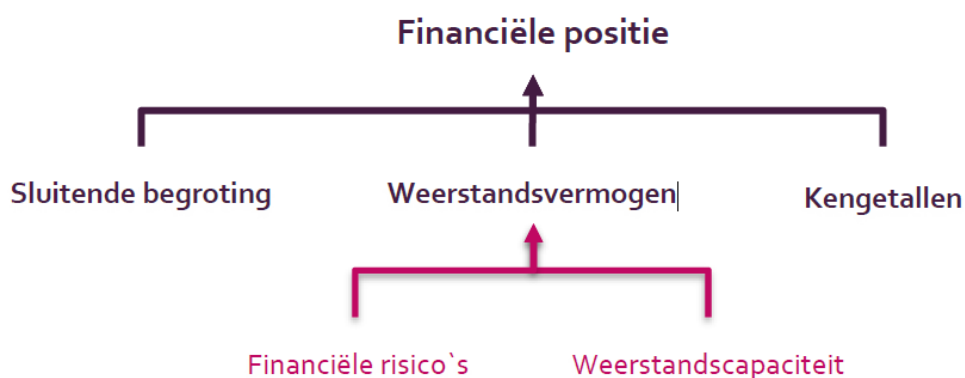 Financiële positie
Sluitende begroting
Weerstandsvermogen
Kengetallen
Financiële risico`s
Weerstandscapaciteit